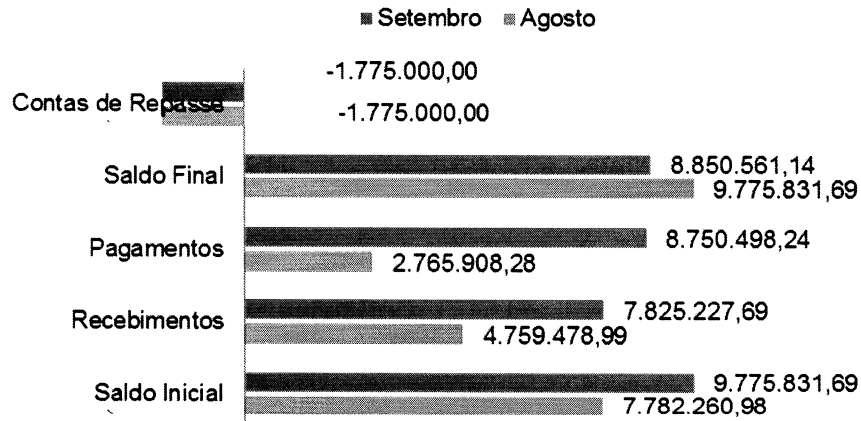 Setembro Agosto
-1.775.000,00
Contas de Repasse
-1.775.000,00
8.850.561,14
Saldo Final
9.775.831,69
8.750.498,24
Pagamentos
2.765.908,28
7.825.227,69
Recebimentos
4.759.478,99
9.775.831,69
Saldo Inicial
7.782.260,98